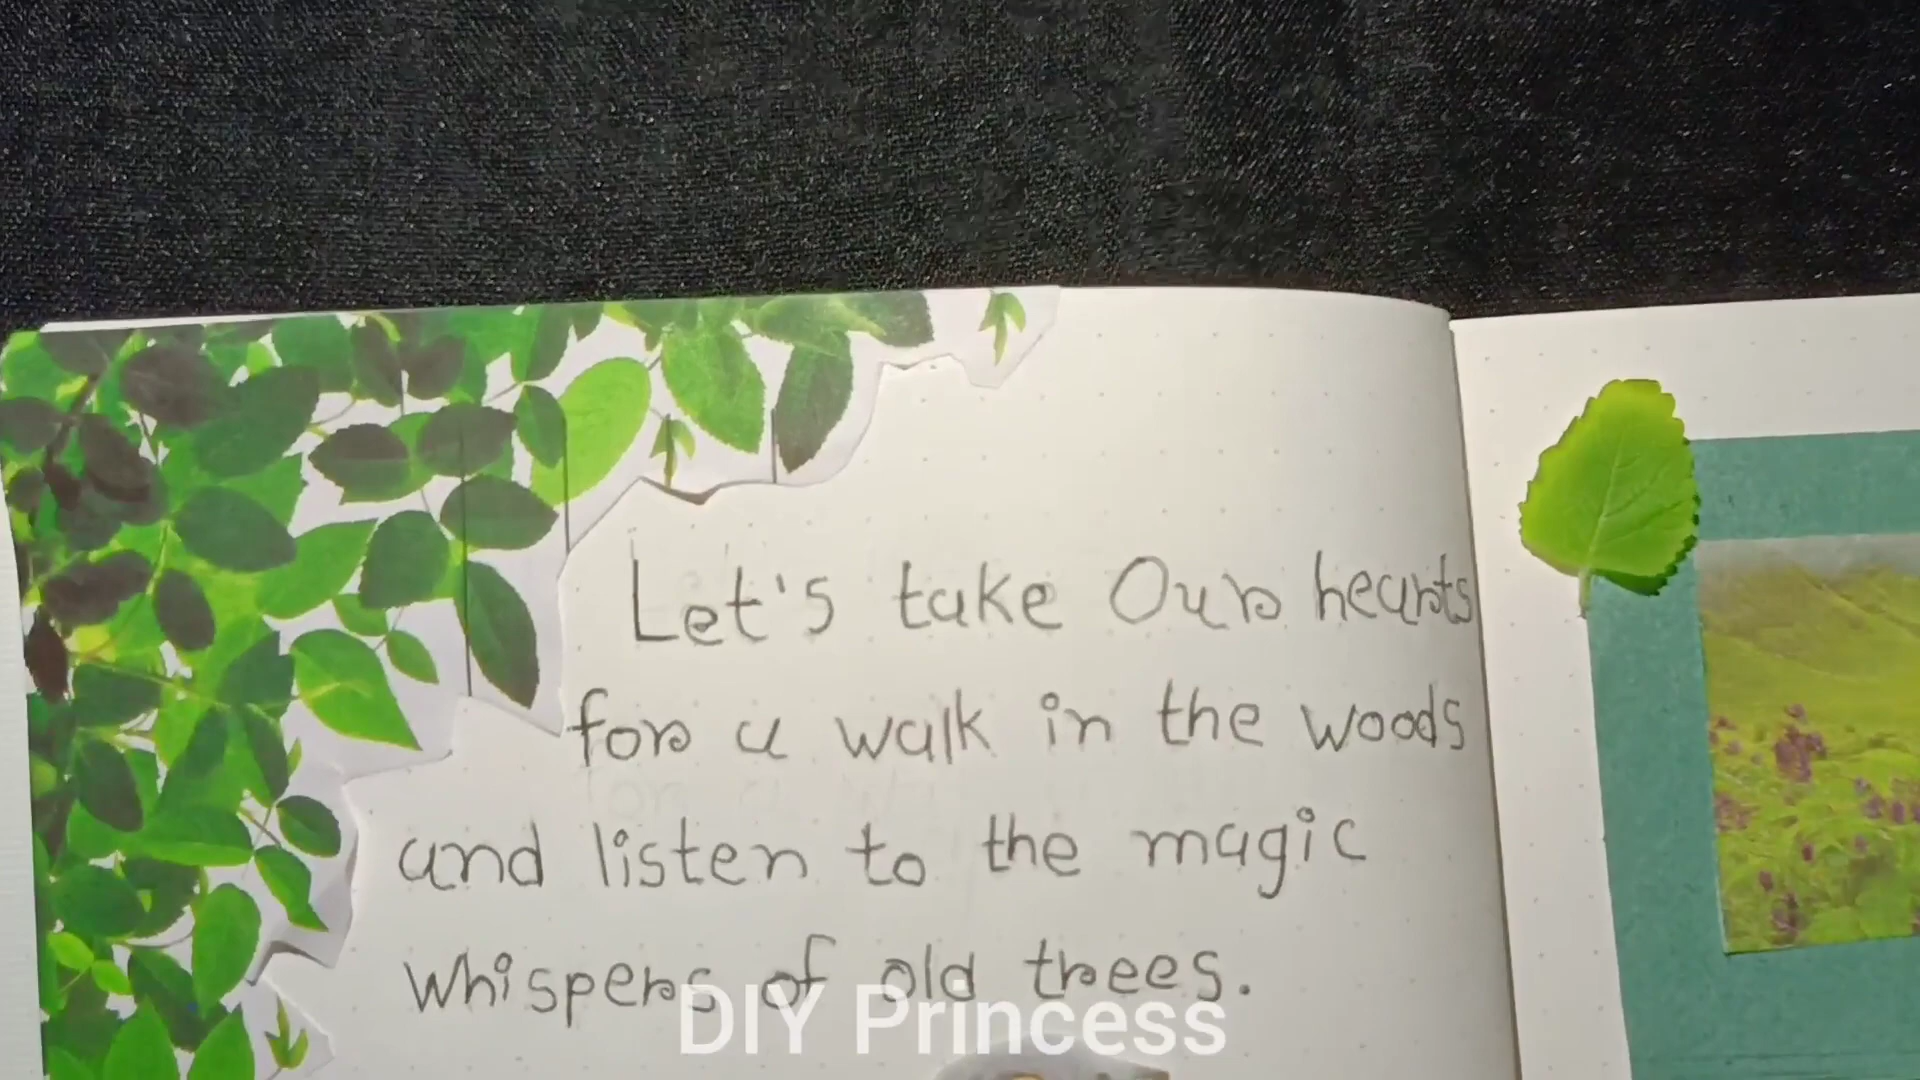 Let's take Our hearts
for a walk in the woods
and listen to the magic
whispers of old trees.
DIY Princess